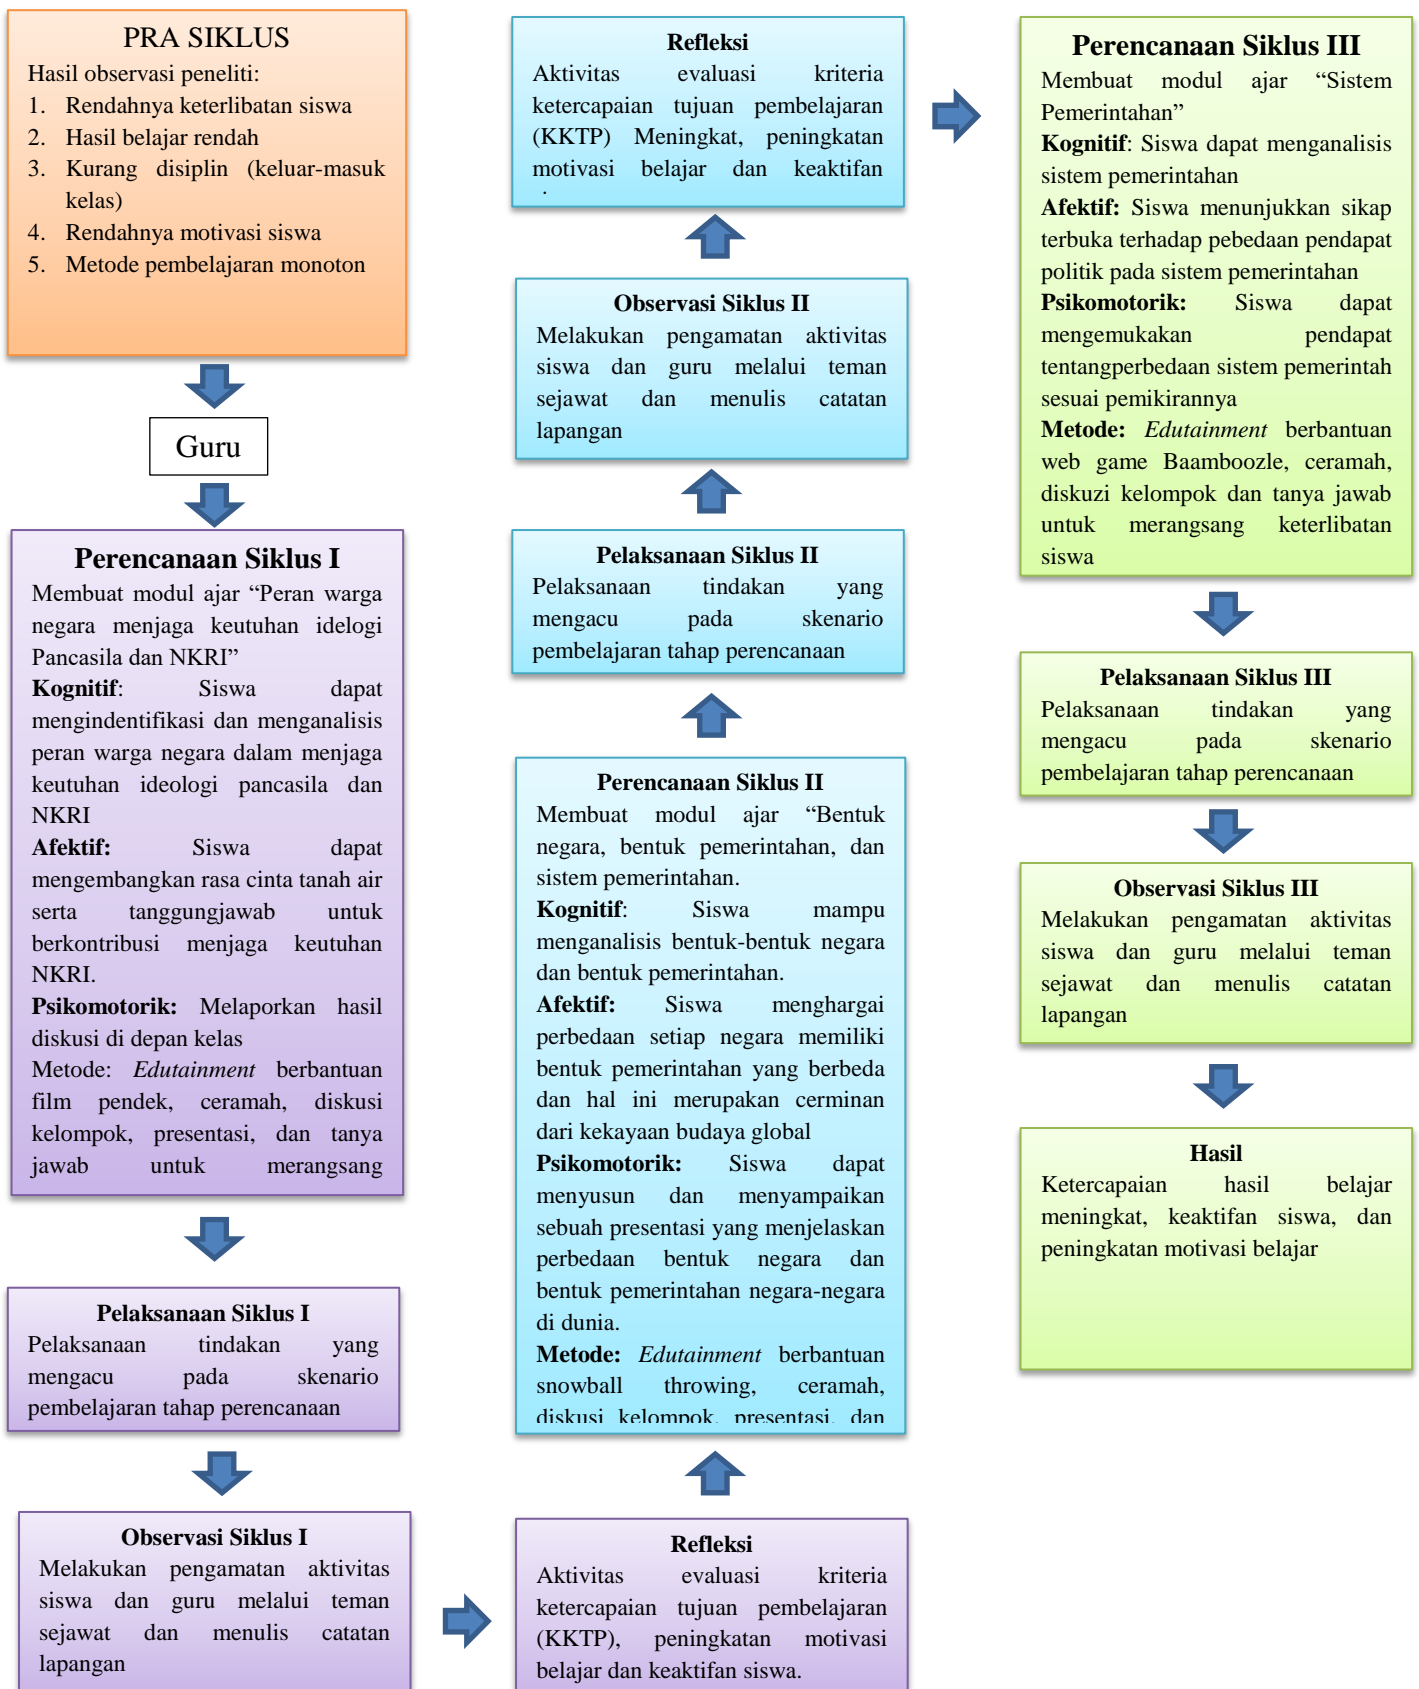 PRA SIKLUS
Hasil observasi peneliti:
1. Rendahnya keterlibatan siswa
2. Hasil belajar rendah
3. Kurang disiplin (keluar-masuk
kelas)
4. Rendahnya motivasi siswa
5. Metode pembelajaran monoton
Guru
Perencanaan Siklus I
Membuat modul ajar “Peran warga
negara menjaga keutuhan idelogi
Pancasila dan NKRI”
Kognitif: Siswa dapat
mengindentifikasi dan menganalisis
peran warga negara dalam menjaga
keutuhan ideologi pancasila dan
NKRI
Afektif: Siswa dapat
mengembangkan rasa cinta tanah air
serta tanggungjawab untuk
berkontribusi menjaga keutuhan
NKRI.
Psikomotorik: Melaporkan hasil
diskusi di depan kelas
Metode: Edutainment berbantuan
film pendek, ceramah, diskusi
kelompok, presentasi, dan tanya
jawab untuk merangsang
Pelaksanaan Siklus I
Pelaksanaan tindakan yang
mengacu pada skenario
pembelajaran tahap perencanaan
Observasi Siklus I
Melakukan pengamatan aktivitas
siswa dan guru melalui teman
sejawat dan menulis catatan
lapangan
Refleksi
Aktivitas evaluasi kriteria
ketercapaian tujuan pembelajaran
(KKTP), peningkatan motivasi
belajar dan keaktifan siswa.
Perencanaan Siklus II
Membuat modul ajar “Bentuk
negara, bentuk pemerintahan, dan
sistem pemerintahan.
Kognitif: Siswa mampu
menganalisis bentuk-bentuk negara
dan bentuk pemerintahan.
Afektif: Siswa menghargai
perbedaan setiap negara memiliki
bentuk pemerintahan yang berbeda
dan hal ini merupakan cerminan
dari kekayaan budaya global
Psikomotorik: Siswa dapat
menyusun dan menyampaikan
sebuah presentasi yang menjelaskan
perbedaan bentuk negara dan
bentuk pemerintahan negara-negara
di dunia.
Metode: Edutainment berbantuan
snowball throwing, ceramah,
diskusi kelompok, presentasi, dan
Pelaksanaan Siklus II
Pelaksanaan tindakan yang
mengacu pada skenario
pembelajaran tahap perencanaan
Observasi Siklus II
Melakukan pengamatan aktivitas
siswa dan guru melalui teman
sejawat dan menulis catatan
lapangan
Refleksi
Aktivitas evaluasi kriteria
ketercapaian tujuan pembelajaran
(KKTP) Meningkat, peningkatan
motivasi belajar dan keaktifan
Perencanaan Siklus III
Membuat modul ajar “Sistem
Pemerintahan”
Kognitif: Siswa dapat menganalisis
sistem pemerintahan
Afektif: Siswa menunjukkan sikap
terbuka terhadap pebedaan pendapat
politik pada sistem pemerintahan
Psikomotorik: Siswa dapat
mengemukakan pendapat
tentangperbedaan sistem pemerintah
sesuai pemikirannya
Metode: Edutainment berbantuan
web game Baamboozle, ceramah,
diskuzi kelompok dan tanya jawab
untuk merangsang keterlibatan
siswa
Pelaksanaan Siklus III
Pelaksanaan tindakan yang
mengacu pada skenario
pembelajaran tahap perencanaan
Observasi Siklus III
Melakukan pengamatan aktivitas
siswa dan guru melalui teman
sejawat dan menulis catatan
lapangan
Hasil
Ketercapaian hasil belajar
meningkat, keaktifan siswa, dan
peningkatan motivasi belajar